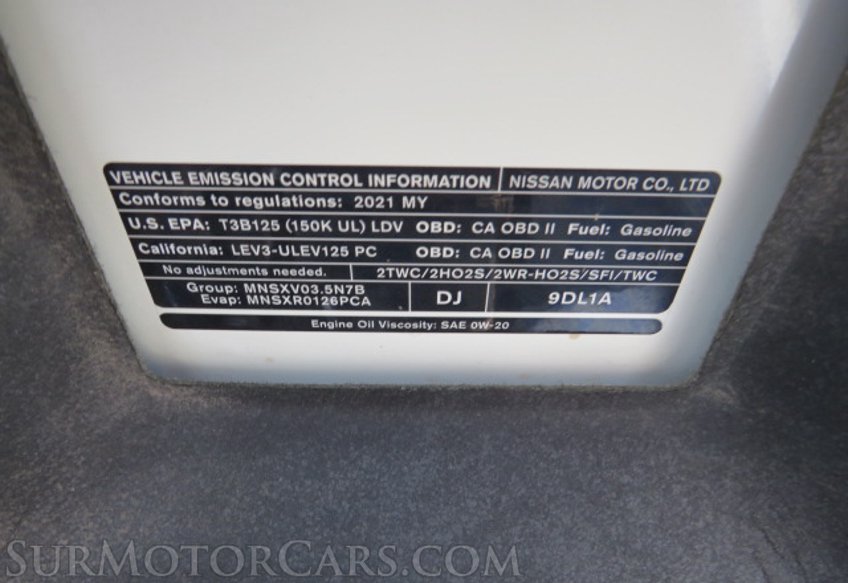 VEHICLE EMISSION CONTROL INFORMATION NISSAN MOTOR CO., LTD
Conforms to regulations: 2021 MY
U.S. EPA: T3B125 (150K UL) LDV OBD: CA OBD II Fuel: Gasoline
California: LEV3-ULEV125 PC OBD: CA OBD II Fuel: Gasoline
No adjustments needed. 2TWC/2HO2S/2WR-HO2S/SFI/TWC
Group: MNSXV03.5N7B
Evap: MNSXR0126PCA
DJ 9DL1A
Engine Oil Viscosity: SAE 0W-20
SURMOTORCARS.COM